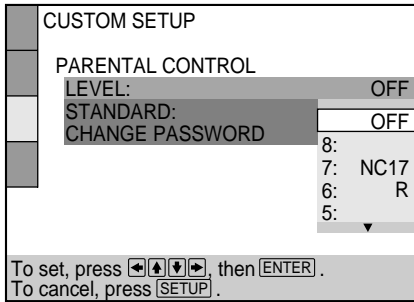 CUSTOM SETUP
PARENTAL CONTROL
LEVEL: OFF
STANDARD: OFF
CHANGE PASSWORD
8:
7: NC17
6: R
5:
To set, press ←↑↓→, then ENTER.
To cancel, press SETUP.